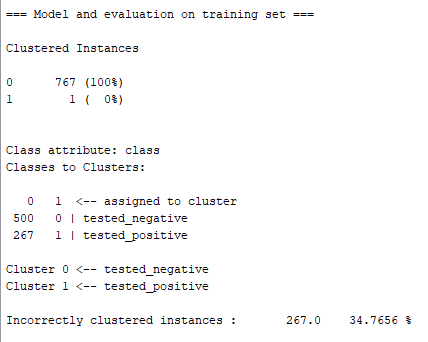 === Model and evaluation on training set ===
Clustered Instances
0      767 (100%)
1        1 (  0%)
Class attribute: class
Classes to Clusters:
   0   1  <-- assigned to cluster
 500   0 | tested_negative
 267   1 | tested_positive
Cluster 0 <-- tested_negative
Cluster 1 <-- tested_positive
Incorrectly clustered instances :       267.0    34.7656 %